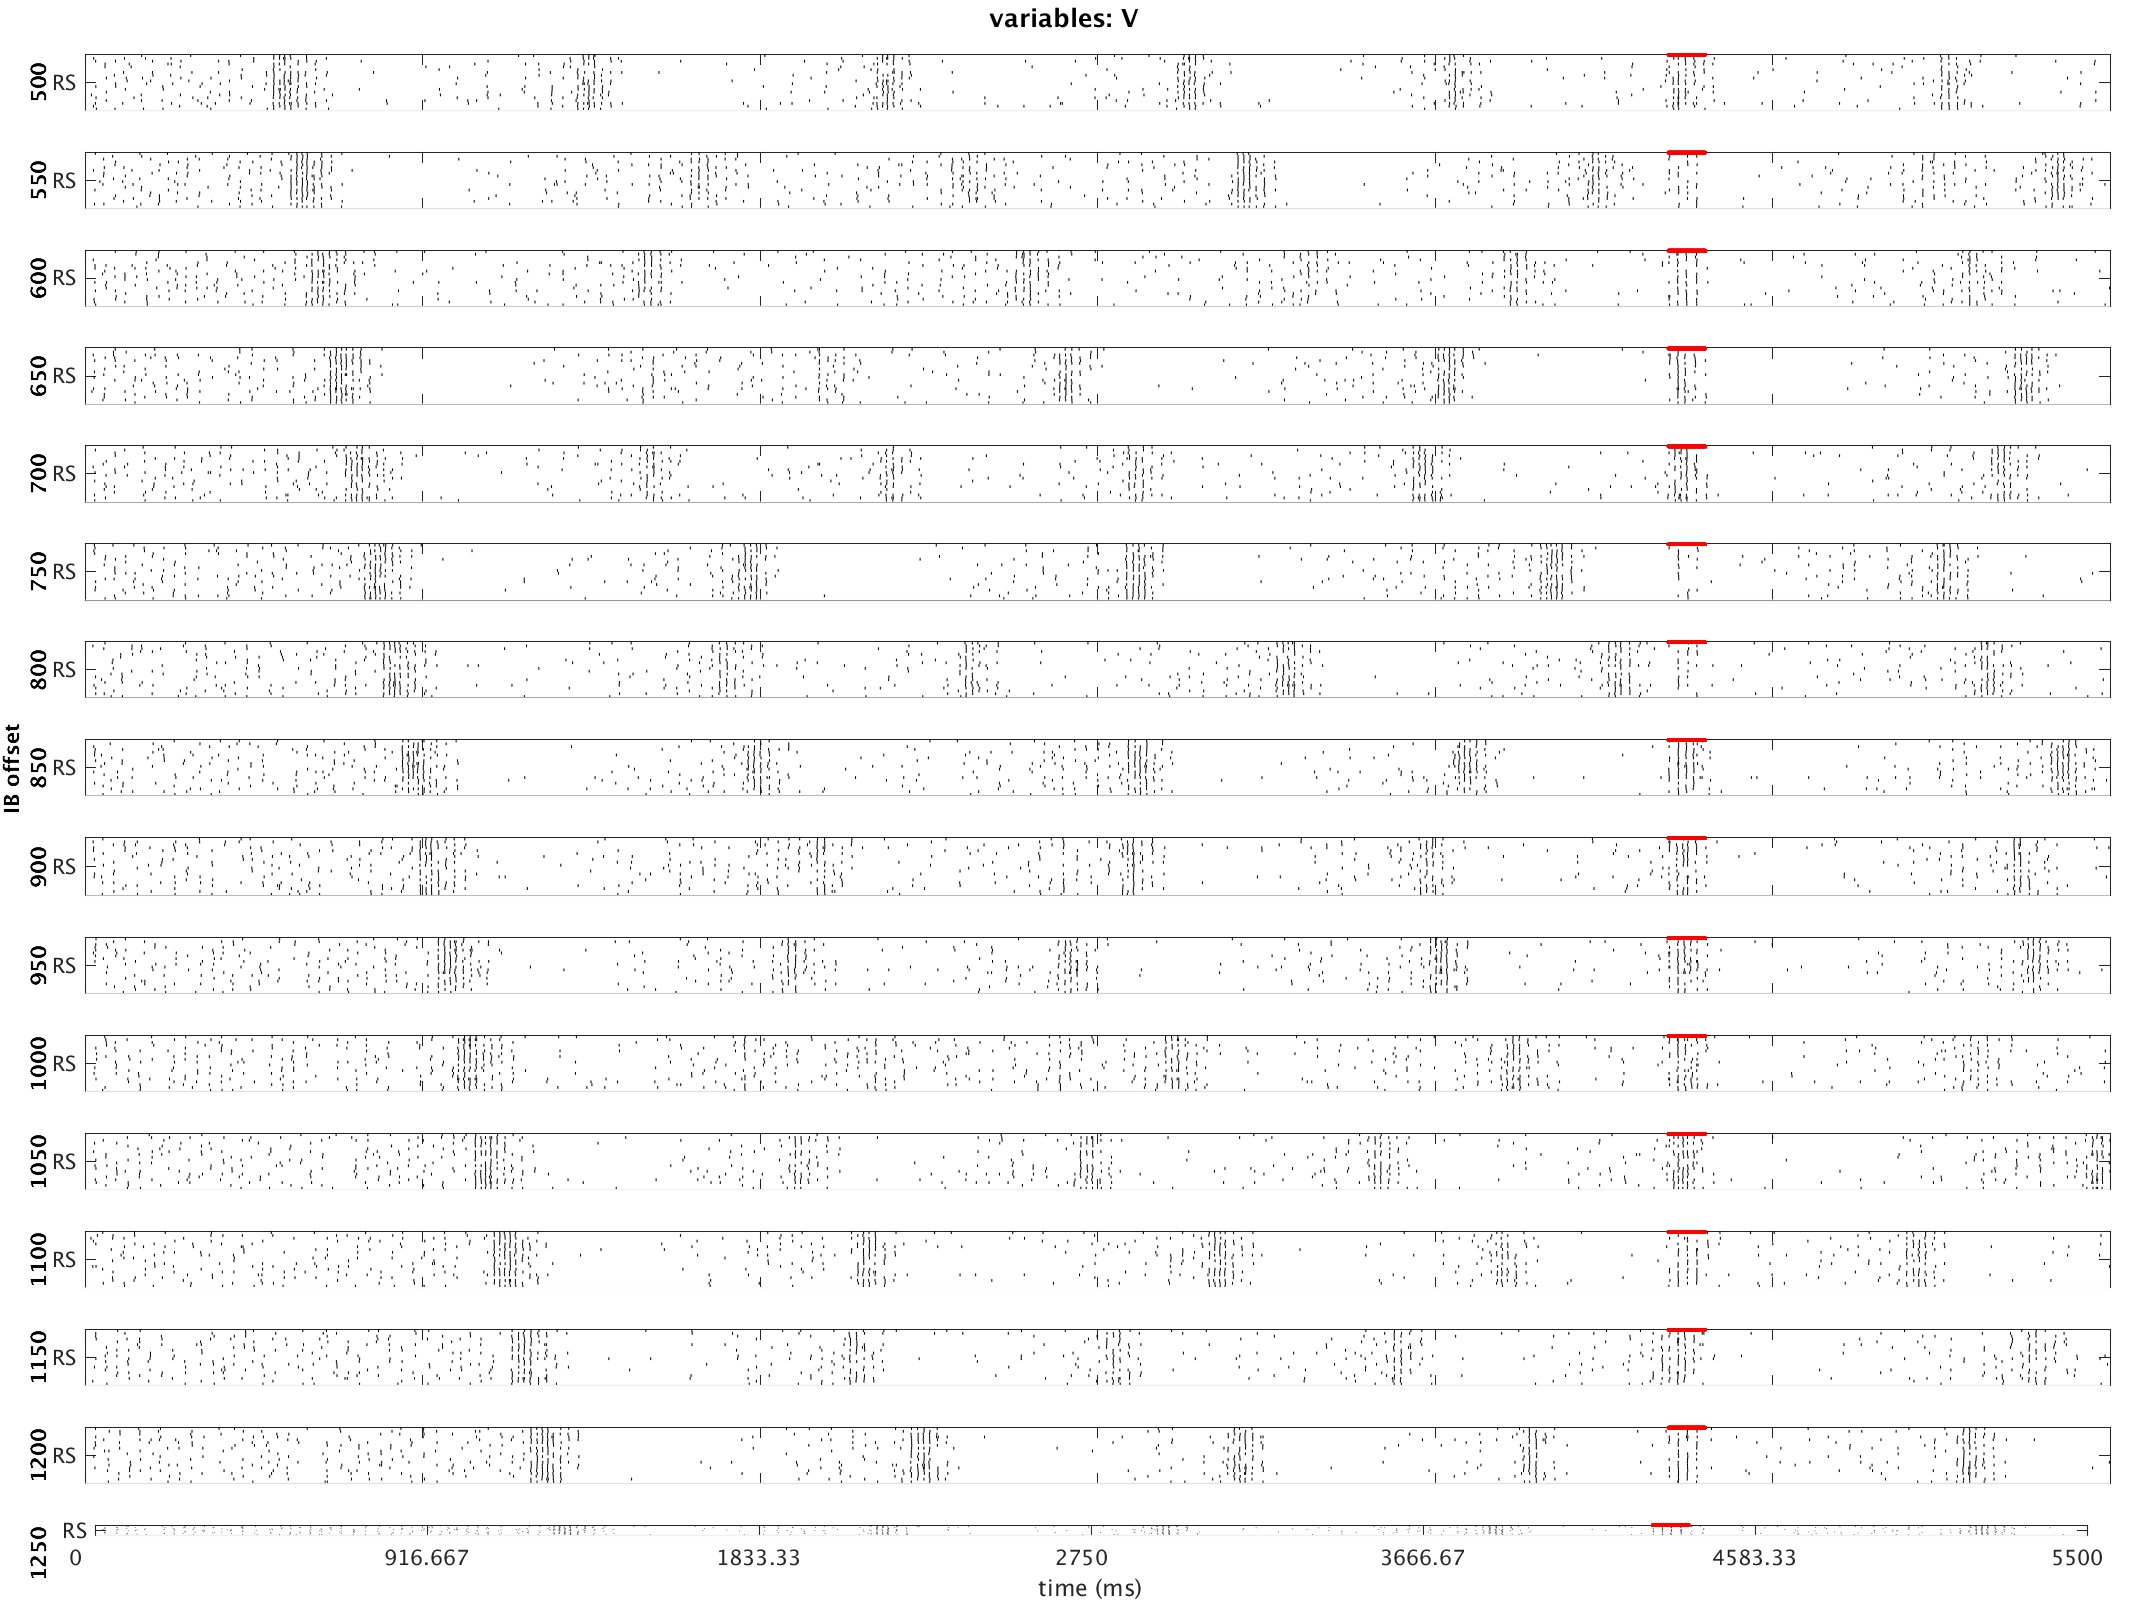 variables: V
500 RS
550 RS
600 RS
650 RS
700 RS
750 RS
800 RS
IB offset
850 RS
900 RS
950 RS
1000 RS
1050 RS
1100 RS
1150 RS
1200 RS
1250 RS
0 916.667 1833.33 2750 3666.67 4583.33 5500
time (ms)